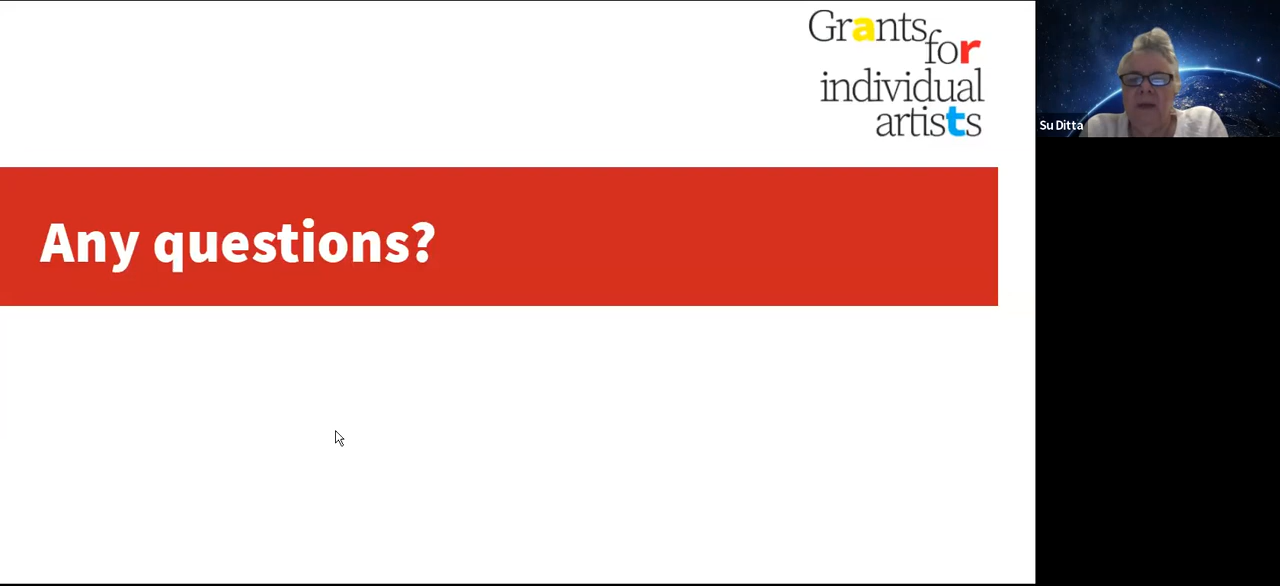 Grants
for
individual
artists
Any questions?
Su Ditta